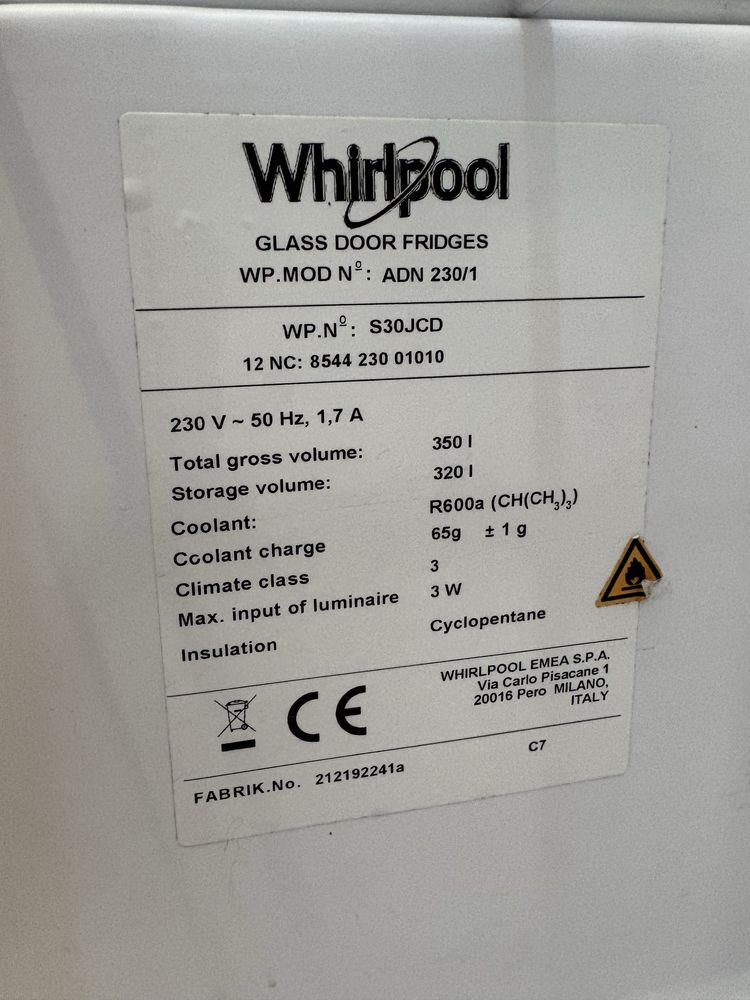 Whirlpool
GLASS DOOR FRIDGES
WP.MOD Nº: ADN 230/1
WP.Nº: S30JCD
12 NC: 8544 230 01010
230 V ~ 50 Hz, 1,7 A
Total gross volume: 350 l
Storage volume: 320 l
Coolant: R600a (CH(CH₃)₃)
Coolant charge 65g ± 1 g
Climate class 3
Max. input of luminaire 3 W
Insulation Cyclopentane
WHIRLPOOL EMEA S.P.A.
Via Carlo Pisacane 1
20016 Pero MILANO,
ITALY
CE
FABRIK.No. 212192241a C7